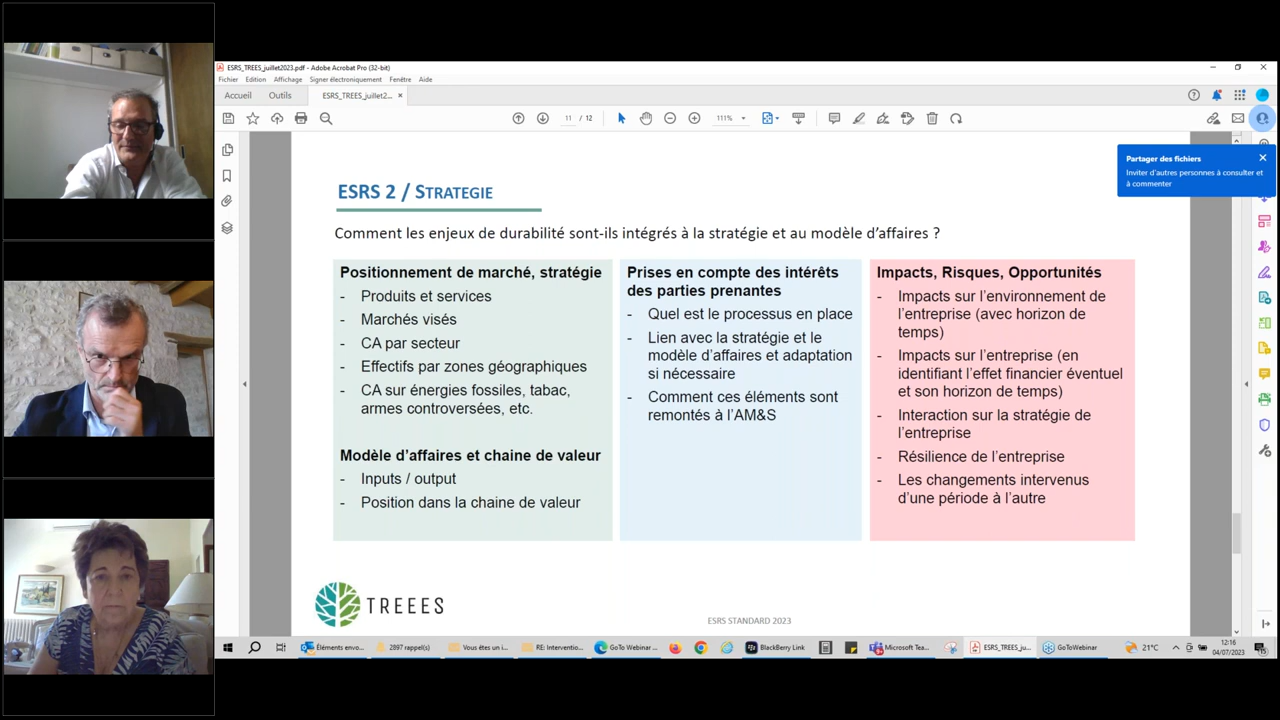 ESRS_TREES_juillet2023.pdf - Adobe Acrobat Pro (32-bit)
Fichier Edition Affichage Signer électroniquement Fenêtre Aide
Accueil Outils ESRS_TREES_juillet2... ×
11 / 12 111%
Partager des fichiers
Inviter d'autres personnes à consulter et
à commenter
ESRS 2 / STRATEGIE
Comment les enjeux de durabilité sont-ils intégrés à la stratégie et au modèle d'affaires ?
Positionnement de marché, stratégie
- Produits et services
- Marchés visés
- CA par secteur
- Effectifs par zones géographiques
- CA sur énergies fossiles, tabac,
armes controversées, etc.
Modèle d'affaires et chaine de valeur
- Inputs / output
- Position dans la chaine de valeur
Prises en compte des intérêts
des parties prenantes
- Quel est le processus en place
- Lien avec la stratégie et le
modèle d'affaires et adaptation
si nécessaire
- Comment ces éléments sont
remontés à l'AM&S
Impacts, Risques, Opportunités
- Impacts sur l'environnement de
l'entreprise (avec horizon de
temps)
- Impacts sur l'entreprise (en
identifiant l'effet financier éventuel
et son horizon de temps)
- Interaction sur la stratégie de
l'entreprise
- Résilience de l'entreprise
- Les changements intervenus
d'une période à l'autre
TREEES
ESRS STANDARD 2023
Éléments envo... 2897 rappel(s) Vous êtes un i... RE: Interventio... GoTo Webinar ... BlackBerry Link Microsoft Tea... ESRS_TREES_ju... GoToWebinar 21°C
12:16
04/07/2023